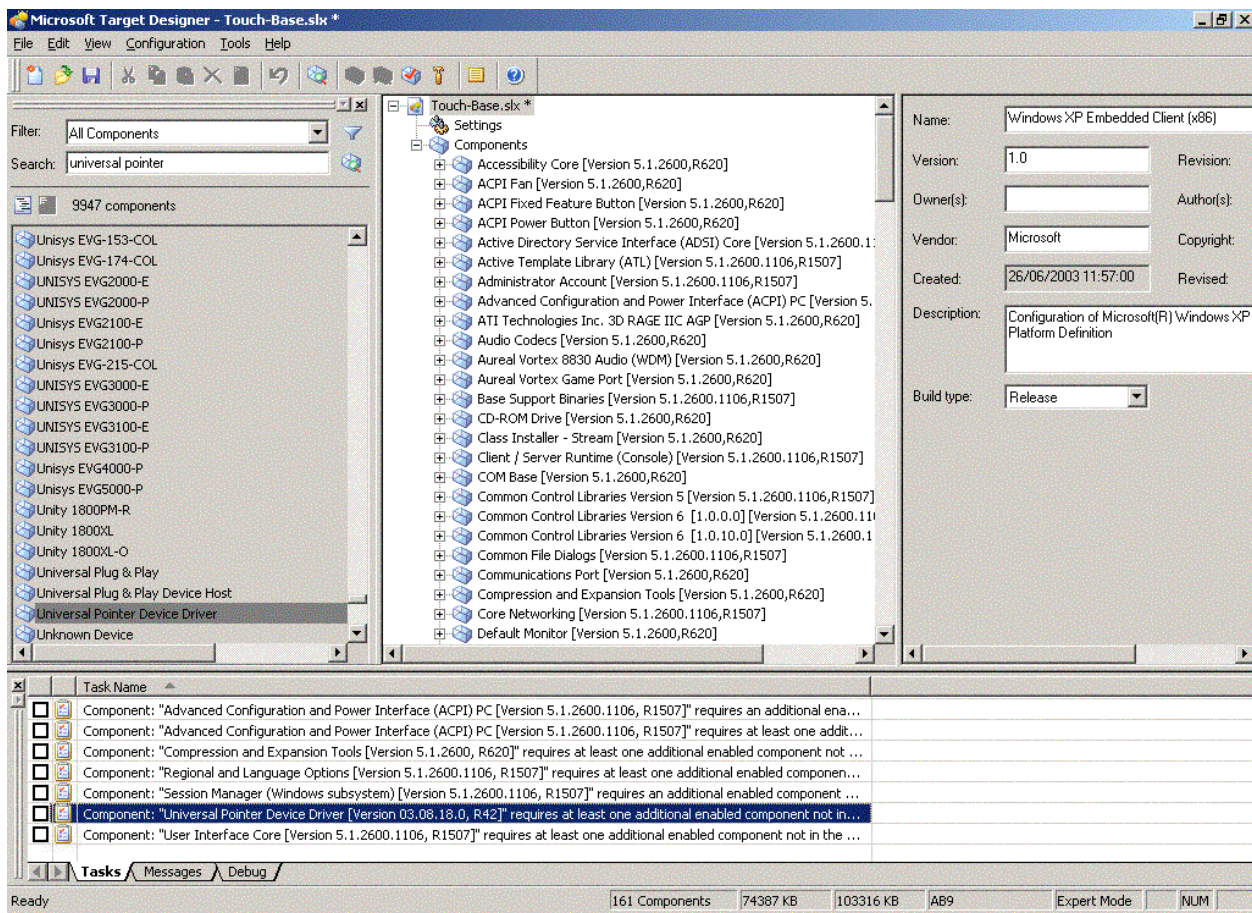 Microsoft Target Designer - Touch-Base.slx *
File Edit View Configuration Tools Help
Filter: All Components
Search: universal pointer
9947 components
Unisys EVG-153-COL
Unisys EVG-174-COL
UNISYS EVG2000-E
UNISYS EVG2000-P
Unisys EVG2100-E
Unisys EVG2100-P
Unisys EVG-215-COL
UNISYS EVG3000-E
UNISYS EVG3000-P
UNISYS EVG3100-E
UNISYS EVG3100-P
Unisys EVG4000-P
Unisys EVG5000-P
Unity 1800PM-R
Unity 1800XL
Unity 1800XL-O
Universal Plug & Play
Universal Plug & Play Device Host
Universal Pointer Device Driver
Unknown Device
Touch-Base.slx *
Settings
Components
Accessibility Core [Version 5.1.2600,R620]
ACPI Fan [Version 5.1.2600,R620]
ACPI Fixed Feature Button [Version 5.1.2600,R620]
ACPI Power Button [Version 5.1.2600,R620]
Active Directory Service Interface (ADSI) Core [Version 5.1.2600.1:
Active Template Library (ATL) [Version 5.1.2600.1106,R1507]
Administrator Account [Version 5.1.2600.1106,R1507]
Advanced Configuration and Power Interface (ACPI) PC [Version 5.
ATI Technologies Inc. 3D RAGE IIC AGP [Version 5.1.2600,R620]
Audio Codecs [Version 5.1.2600,R620]
Aureal Vortex 8830 Audio (WDM) [Version 5.1.2600,R620]
Aureal Vortex Game Port [Version 5.1.2600,R620]
Base Support Binaries [Version 5.1.2600.1106,R1507]
CD-ROM Drive [Version 5.1.2600,R620]
Class Installer - Stream [Version 5.1.2600,R620]
Client / Server Runtime (Console) [Version 5.1.2600.1106,R1507]
COM Base [Version 5.1.2600,R620]
Common Control Libraries Version 5 [Version 5.1.2600.1106,R1507]
Common Control Libraries Version 6 [1.0.0.0] [Version 5.1.2600.110
Common Control Libraries Version 6 [1.0.10.0] [Version 5.1.2600.1
Common File Dialogs [Version 5.1.2600.1106,R1507]
Communications Port [Version 5.1.2600,R620]
Compression and Expansion Tools [Version 5.1.2600,R620]
Core Networking [Version 5.1.2600.1106,R1507]
Default Monitor [Version 5.1.2600,R620]
Name: Windows XP Embedded Client (x86)
Version: 1.0 Revision:
Owner(s): Author(s):
Vendor: Microsoft Copyright:
Created: 26/06/2003 11:57:00 Revised:
Description: Configuration of Microsoft(R) Windows XP
Platform Definition
Build type: Release
Task Name
Component: "Advanced Configuration and Power Interface (ACPI) PC [Version 5.1.2600.1106, R1507]" requires an additional ena...
Component: "Advanced Configuration and Power Interface (ACPI) PC [Version 5.1.2600.1106, R1507]" requires at least one addit...
Component: "Compression and Expansion Tools [Version 5.1.2600, R620]" requires at least one additional enabled component not ...
Component: "Regional and Language Options [Version 5.1.2600.1106, R1507]" requires at least one additional enabled componen...
Component: "Session Manager (Windows subsystem) [Version 5.1.2600.1106, R1507]" requires an additional enabled component ...
Component: "Universal Pointer Device Driver [Version 03.08.18.0, R42]" requires at least one additional enabled component not in...
Component: "User Interface Core [Version 5.1.2600.1106, R1507]" requires at least one additional enabled component not in the ...
Tasks Messages Debug
Ready 161 Components 74387 KB 103316 KB AB9 Expert Mode NUM